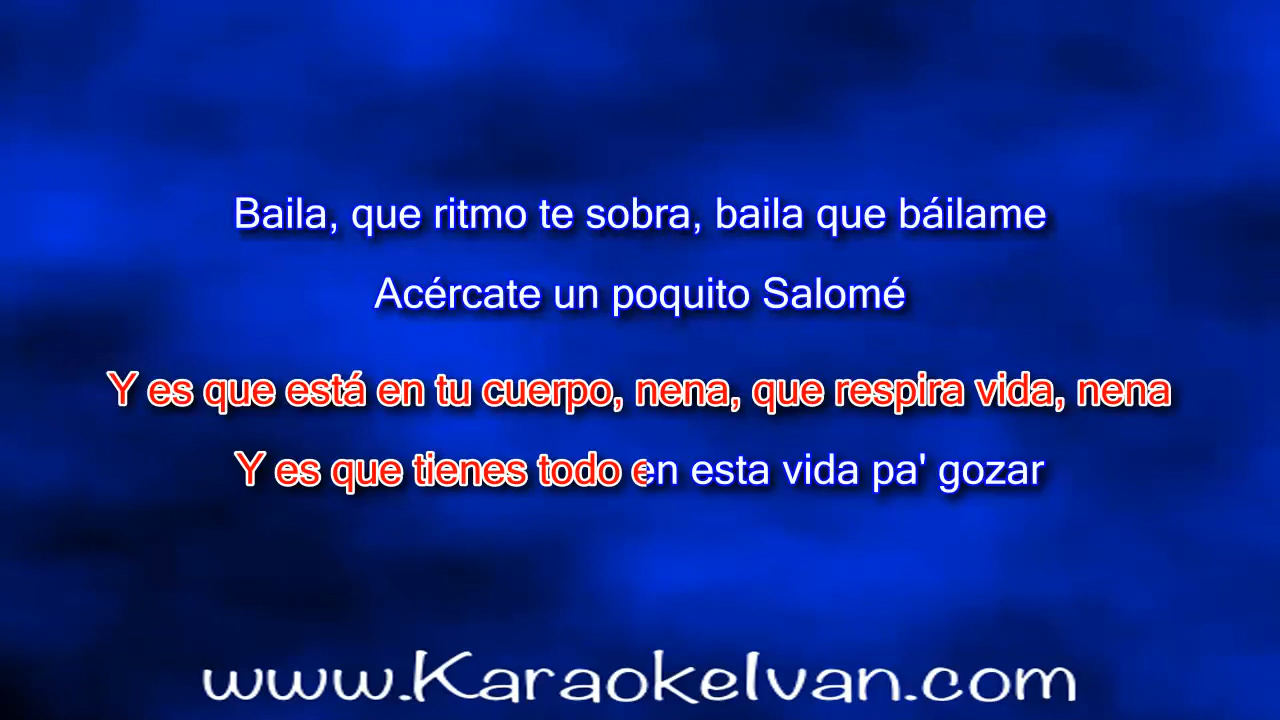 Baila, que ritmo te sobra, baila que báilame
Acércate un poquito Salomé
Y es que está en tu cuerpo, nena, que respira vida, nena
Y es que tienes todo en esta vida pa' gozar
www.KaraokeIvan.com